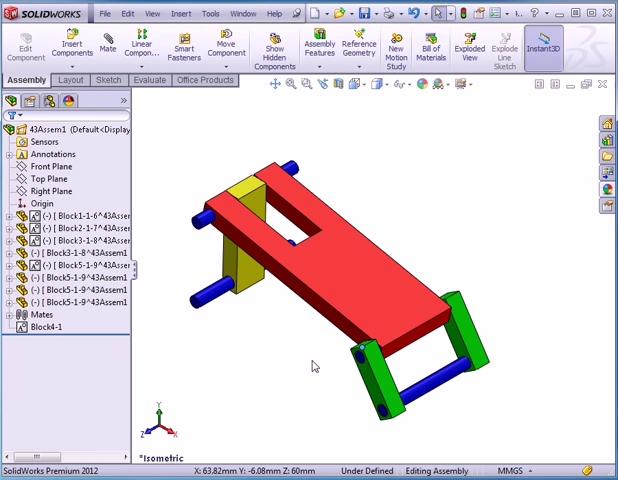 SOLIDWORKS File Edit View Insert Tools Window Help
Edit Component Insert Components Mate Linear Compon... Smart Fasteners Move Component Show Hidden Components Assembly Features Reference Geometry New Motion Study Bill of Materials Exploded View Explode Line Sketch Instant3D
Assembly Layout Sketch Evaluate Office Products
43Assem1 (Default<Display
Sensors
Annotations
Front Plane
Top Plane
Right Plane
Origin
(-) [ Block1-1-6^43Assem
(-) [ Block2-1-7^43Assem
(-) [ Block3-1-8^43Assem
(-) [ Block3-1-8^43Assem1
(-) [ Block5-1-9^43Assem
(-) [ Block5-1-9^43Assem1
(-) [ Block5-1-9^43Assem1
(-) [ Block5-1-9^43Assem1
Mates
Block4-1
Y
Z X
*Isometric
SolidWorks Premium 2012 X: 63.82mm Y: -6.08mm Z: 60mm Under Defined Editing Assembly MMGS